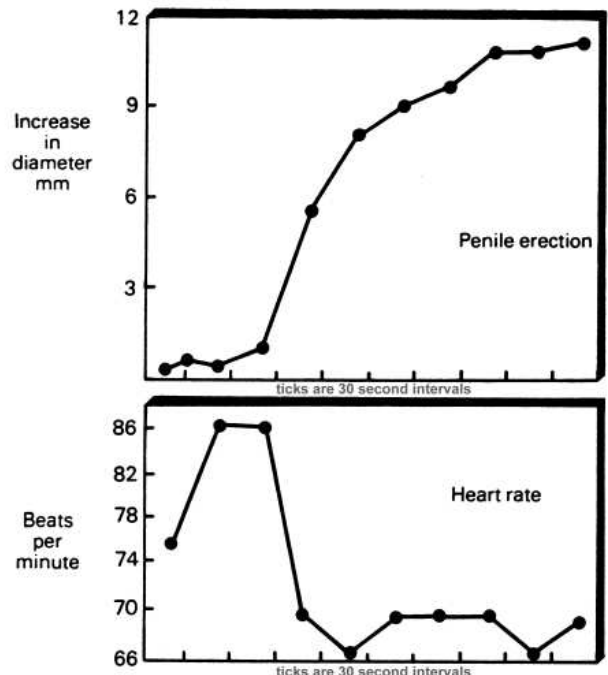 12
Increase
in
diameter
mm
9
6
3
Penile erection
ticks are 30 second intervals
86
82
78
74
70
66
Beats
per
minute
Heart rate
ticks are 30 second intervals